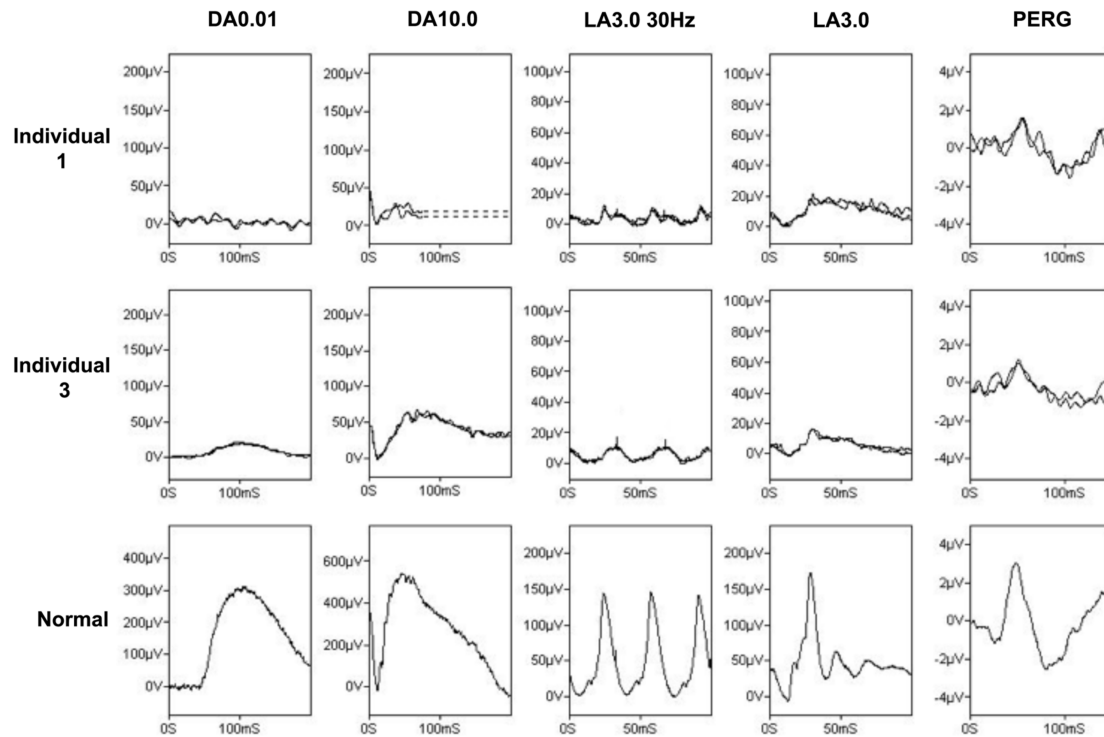 DA0.01 DA10.0 LA3.0 30Hz LA3.0 PERG
Individual
1
200µV 200µV 100µV 100µV 4µV
150µV 150µV 80µV 80µV 2µV
100µV 100µV 60µV 60µV 0V
50µV 50µV 40µV 40µV -2µV
0V 0V 20µV 20µV -4µV
0V 0V
0S 100mS 0S 100mS 0S 50mS 0S 50mS 0S 100mS
Individual
3
200µV 200µV 100µV 100µV 4µV
150µV 150µV 80µV 80µV 2µV
100µV 100µV 60µV 60µV 0V
50µV 50µV 40µV 40µV -2µV
0V 0V 20µV 20µV -4µV
0V 0V
0S 100mS 0S 100mS 0S 50mS 0S 50mS 0S 100mS
Normal
400µV 600µV 200µV 200µV 4µV
300µV 400µV 150µV 150µV 2µV
200µV 200µV 100µV 100µV 0V
100µV 0V 50µV 50µV -2µV
0V 0V 0V -4µV
0S 100mS 0S 100mS 0S 50mS 0S 50mS 0S 100mS